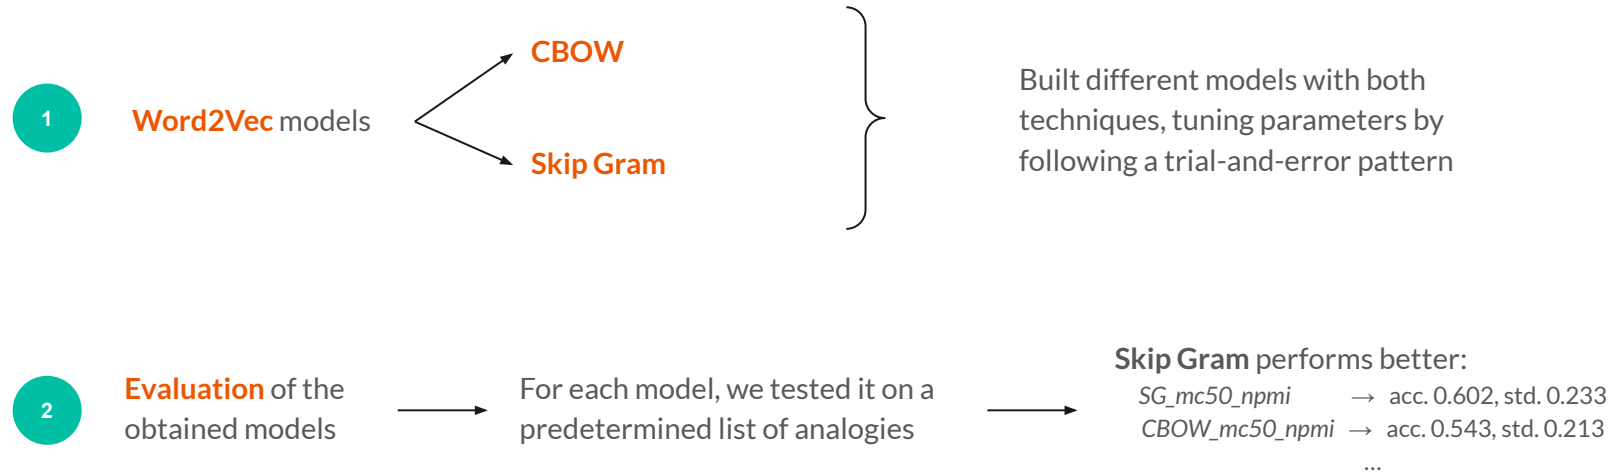 1
Word2Vec models
CBOW
Skip Gram
Built different models with both
techniques, tuning parameters by
following a trial-and-error pattern
2
Evaluation of the
obtained models
For each model, we tested it on a
predetermined list of analogies
Skip Gram performs better:
SG_mc50_npmi → acc. 0.602, std. 0.233
CBOW_mc50_npmi → acc. 0.543, std. 0.213
...